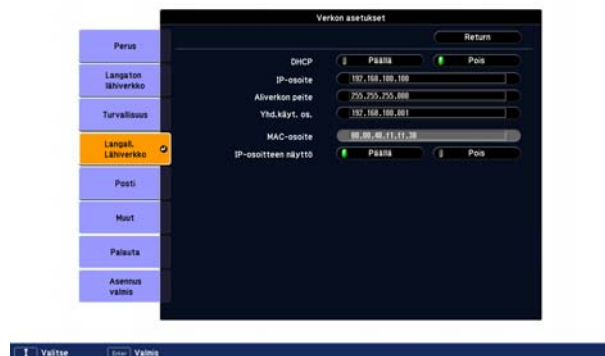 Verkon asetukset
Return
Perus
Langaton
lähiverkko
Turvallisuus
Langall.
Lähiverkko
Posti
Muut
Palauta
Asennus
valmis
DHCP Päällä Pois
IP-osoite 192.168.100.100
Aliverkon peite 255.255.255.000
Yhd.käyt. os. 192.168.100.001
MAC-osoite
IP-osoitteen näyttö Päällä Pois
Valitse Enter Valmis